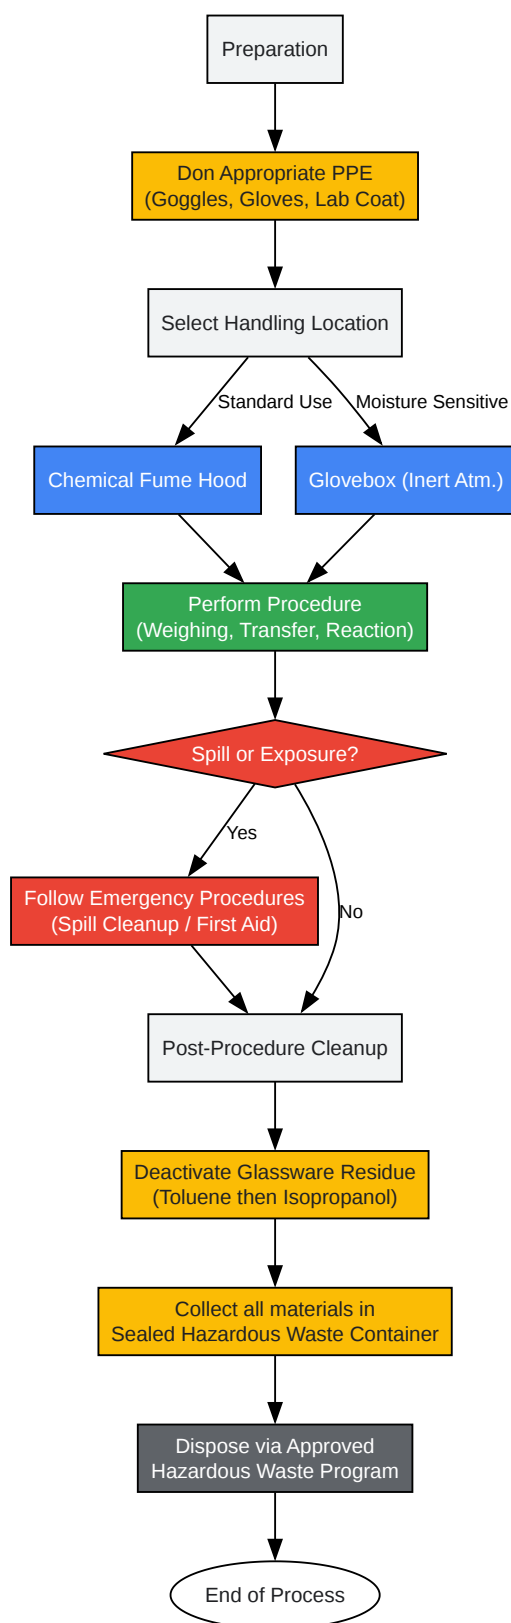 Preparation
Don Appropriate PPE
(Goggles, Gloves, Lab Coat)
Select Handling Location
Standard Use
Moisture Sensitive
Chemical Fume Hood
Glovebox (Inert Atm.)
Perform Procedure
(Weighing, Transfer, Reaction)
Spill or Exposure?
Yes
Follow Emergency Procedures
(Spill Cleanup / First Aid)
No
Post-Procedure Cleanup
Deactivate Glassware Residue
(Toluene then Isopropanol)
Collect all materials in
Sealed Hazardous Waste Container
Dispose via Approved
Hazardous Waste Program
End of Process